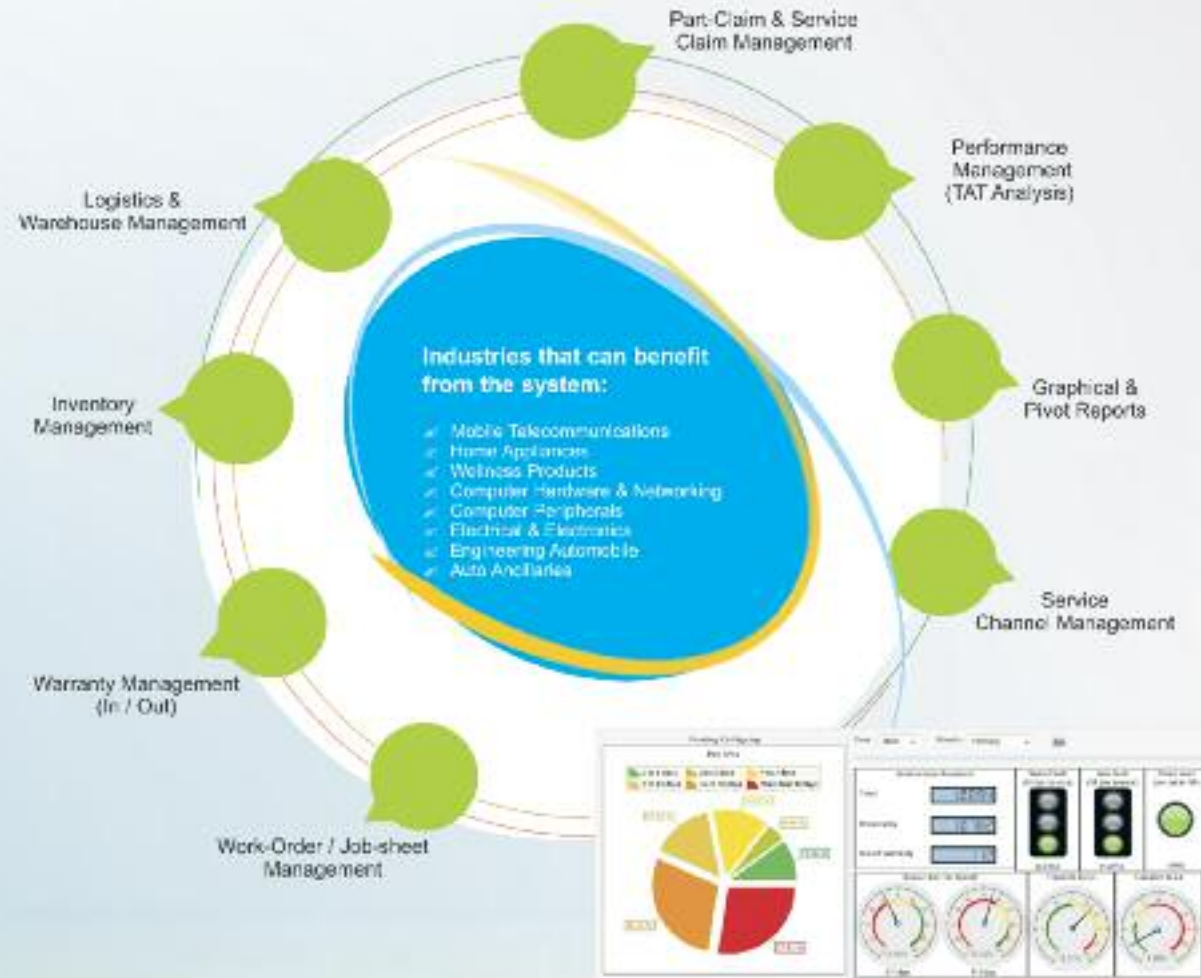 Part-Claim & Service
Claim Management
Performance
Management
(TAT Analysis)
Logistics &
Warehouse Management
Graphical &
Pivot Reports
Inventory
Management
Industries that can benefit
from the system:
Mobile Telecommunications
Home Appliances
Wellness Products
Computer Hardware & Networking
Computer Peripherals
Electrical & Electronics
Engineering Automobile
Auto Ancillaries
Service
Channel Management
Warranty Management
(In / Out)
Work-Order / Job-sheet
Management